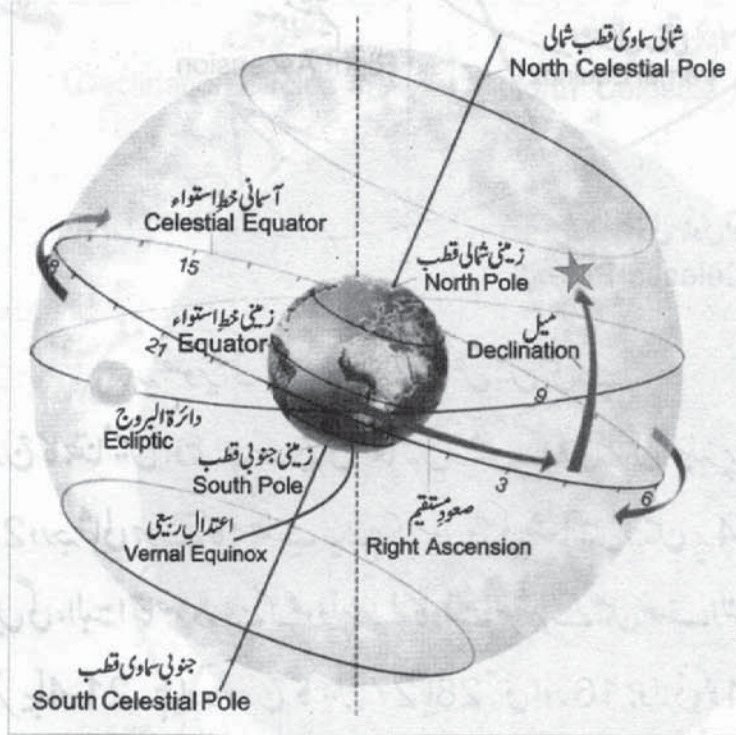 شمالی سماوی قطب شمالی
North Celestial Pole
آسمانی خطِ استواء
Celestial Equator
زمینی شمالی قطب
North Pole
زمینی خطِ استواء
Equator
میل
Declination
دائرۃ البروج
Ecliptic
زمینی جنوبی قطب
South Pole
اعتدالِ ربیعی
Vernal Equinox
صعودِ مستقیم
Right Ascension
جنوبی سماوی قطب
South Celestial Pole
15
18
21
9
3
6